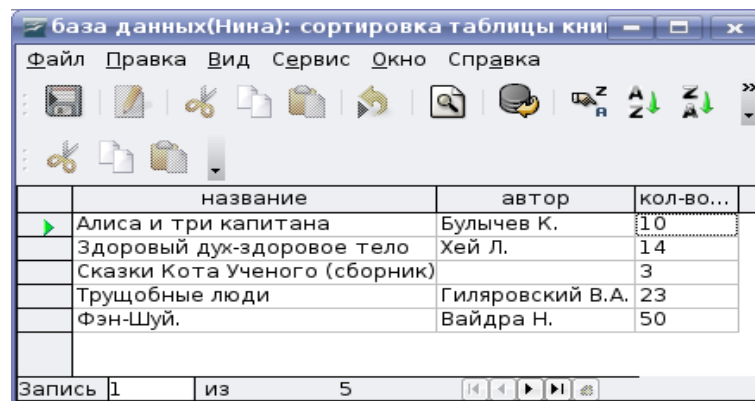 база данных(Нина): сортировка таблицы кни
Файл Правка Вид Сервис Окно Справка
название автор кол-во...
Алиса и три капитана Булычев К. 10
Здоровый дух-здоровое тело Хей Л. 14
Сказки Кота Ученого (сборник) 3
Трущобные люди Гиляровский В.А. 23
Фэн-Шуй. Вайдра Н. 50
Запись 1 из 5